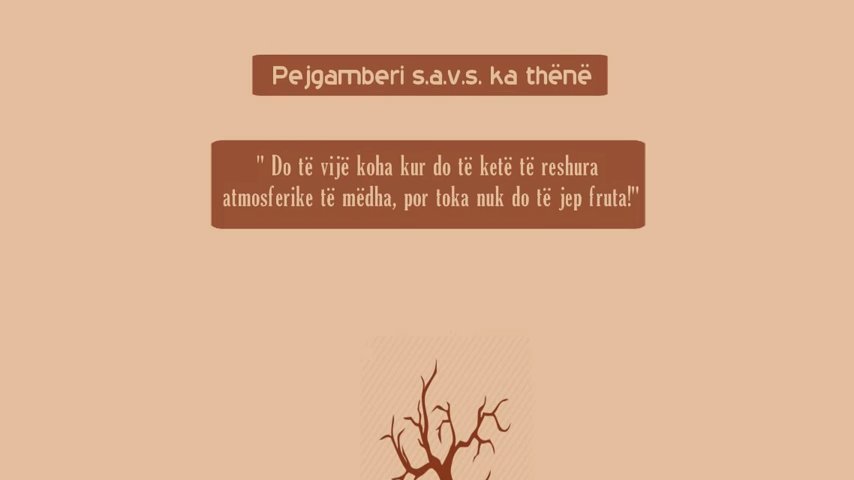 Pejgamberi s.a.v.s. ka thënë
" Do të vijë koha kur do të ketë të reshura
atmosferike të mëdha, por toka nuk do të jep fruta!"